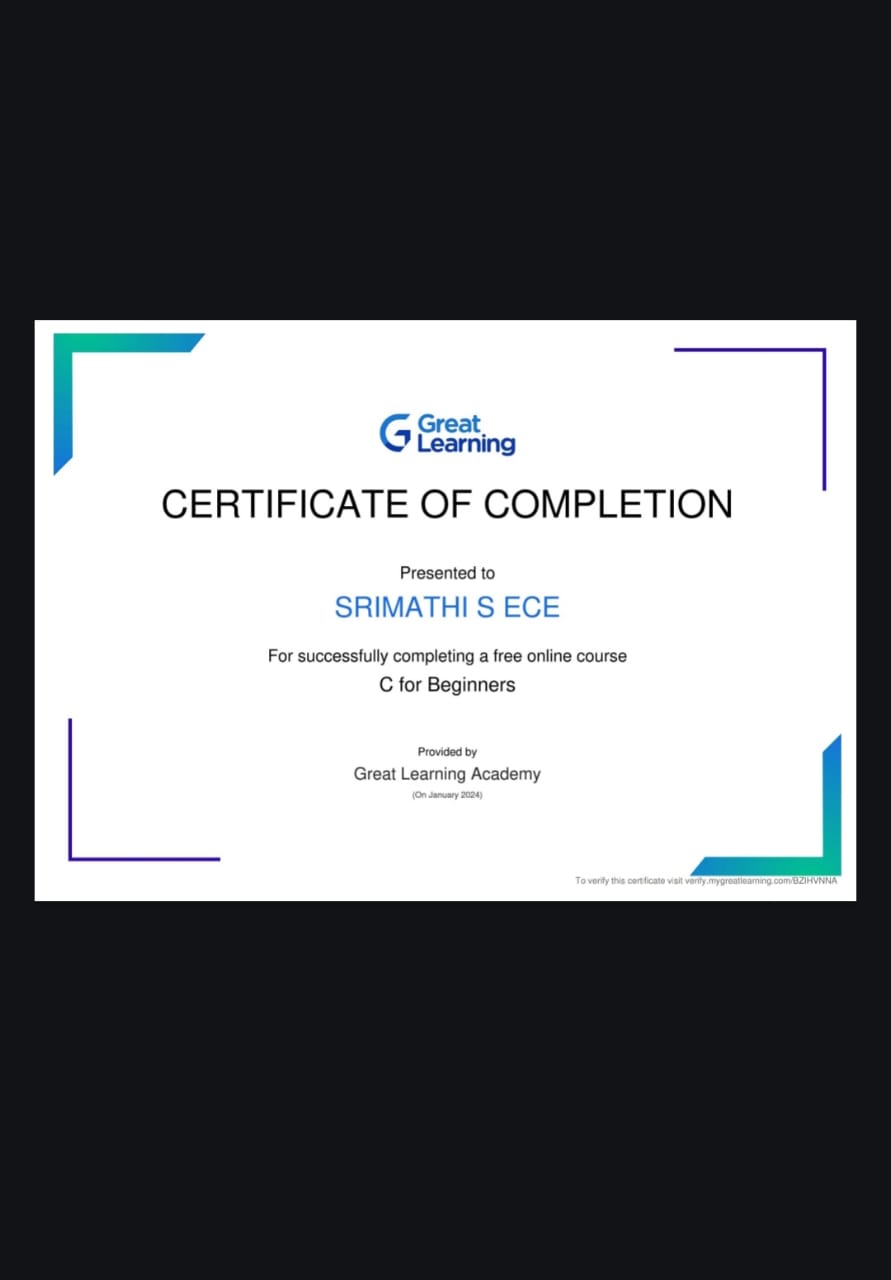 Great
Learning
CERTIFICATE OF COMPLETION
Presented to
SRIMATHI S ECE
For successfully completing a free online course
C for Beginners
Provided by
Great Learning Academy
(On January 2024)
To verify this certificate visit verify.mygreatlearning.com/BZIHVNNA